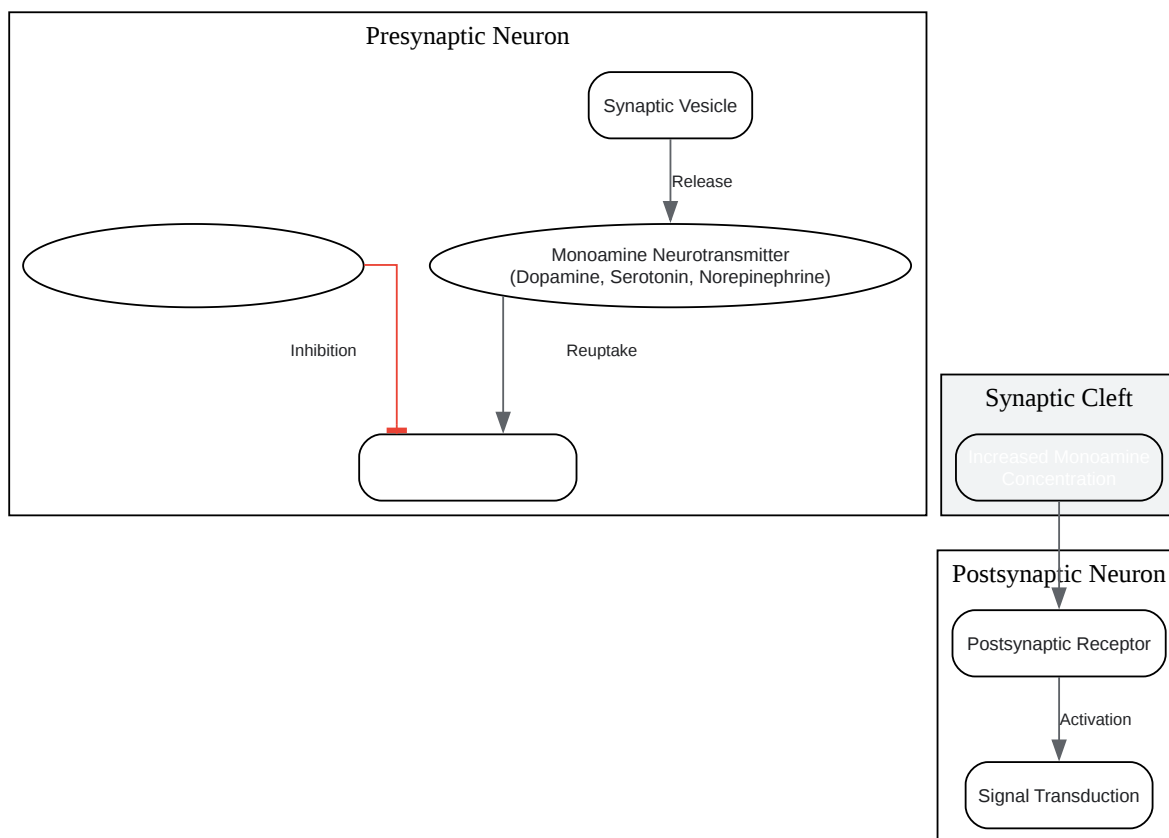 Presynaptic Neuron
Synaptic Vesicle
Release
Monoamine Neurotransmitter
(Dopamine, Serotonin, Norepinephrine)
Inhibition
Reuptake
Synaptic Cleft
Increased Monoamine
Concentration
Postsynaptic Neuron
Postsynaptic Receptor
Activation
Signal Transduction